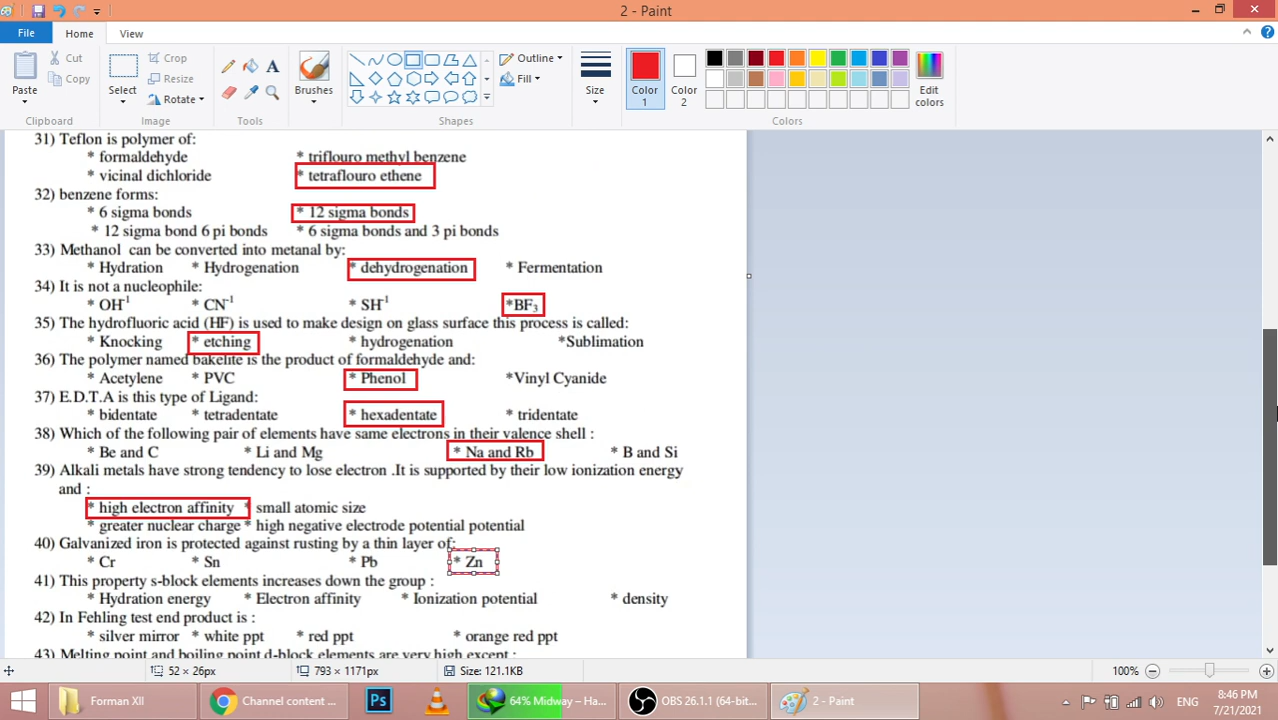 2 - Paint
File Home View
Paste Cut Copy Clipboard
Select Crop Resize Rotate Image
Tools
Brushes
Shapes Outline Fill
Size
Color 1 Color 2 Edit colors Colors
31) Teflon is polymer of:
* formaldehyde * triflouro methyl benzene
* vicinal dichloride * tetraflouro ethene
32) benzene forms:
* 6 sigma bonds * 12 sigma bonds
* 12 sigma bond 6 pi bonds * 6 sigma bonds and 3 pi bonds
33) Methanol can be converted into metanal by:
* Hydration * Hydrogenation * dehydrogenation * Fermentation
34) It is not a nucleophile:
* OH⁻¹ * CN⁻¹ * SH⁻¹ *BF₃
35) The hydrofluoric acid (HF) is used to make design on glass surface this process is called:
* Knocking * etching * hydrogenation *Sublimation
36) The polymer named bakelite is the product of formaldehyde and:
* Acetylene * PVC * Phenol *Vinyl Cyanide
37) E.D.T.A is this type of Ligand:
* bidentate * tetradentate * hexadentate * tridentate
38) Which of the following pair of elements have same electrons in their valence shell :
* Be and C * Li and Mg * Na and Rb * B and Si
39) Alkali metals have strong tendency to lose electron .It is supported by their low ionization energy
and :
* high electron affinity * small atomic size
* greater nuclear charge * high negative electrode potential potential
40) Galvanized iron is protected against rusting by a thin layer of:
* Cr * Sn * Pb * Zn
41) This property s-block elements increases down the group :
* Hydration energy * Electron affinity * Ionization potential * density
42) In Fehling test end product is :
* silver mirror * white ppt * red ppt * orange red ppt
43) Melting point and boiling point d-block elements are very high except :
52 × 26px 793 × 1171px Size: 121.1KB 100%
Forman XII Channel content ... 64% Midway – Ha... OBS 26.1.1 (64-bit... 2 - Paint ENG 8:46 PM
7/21/2021